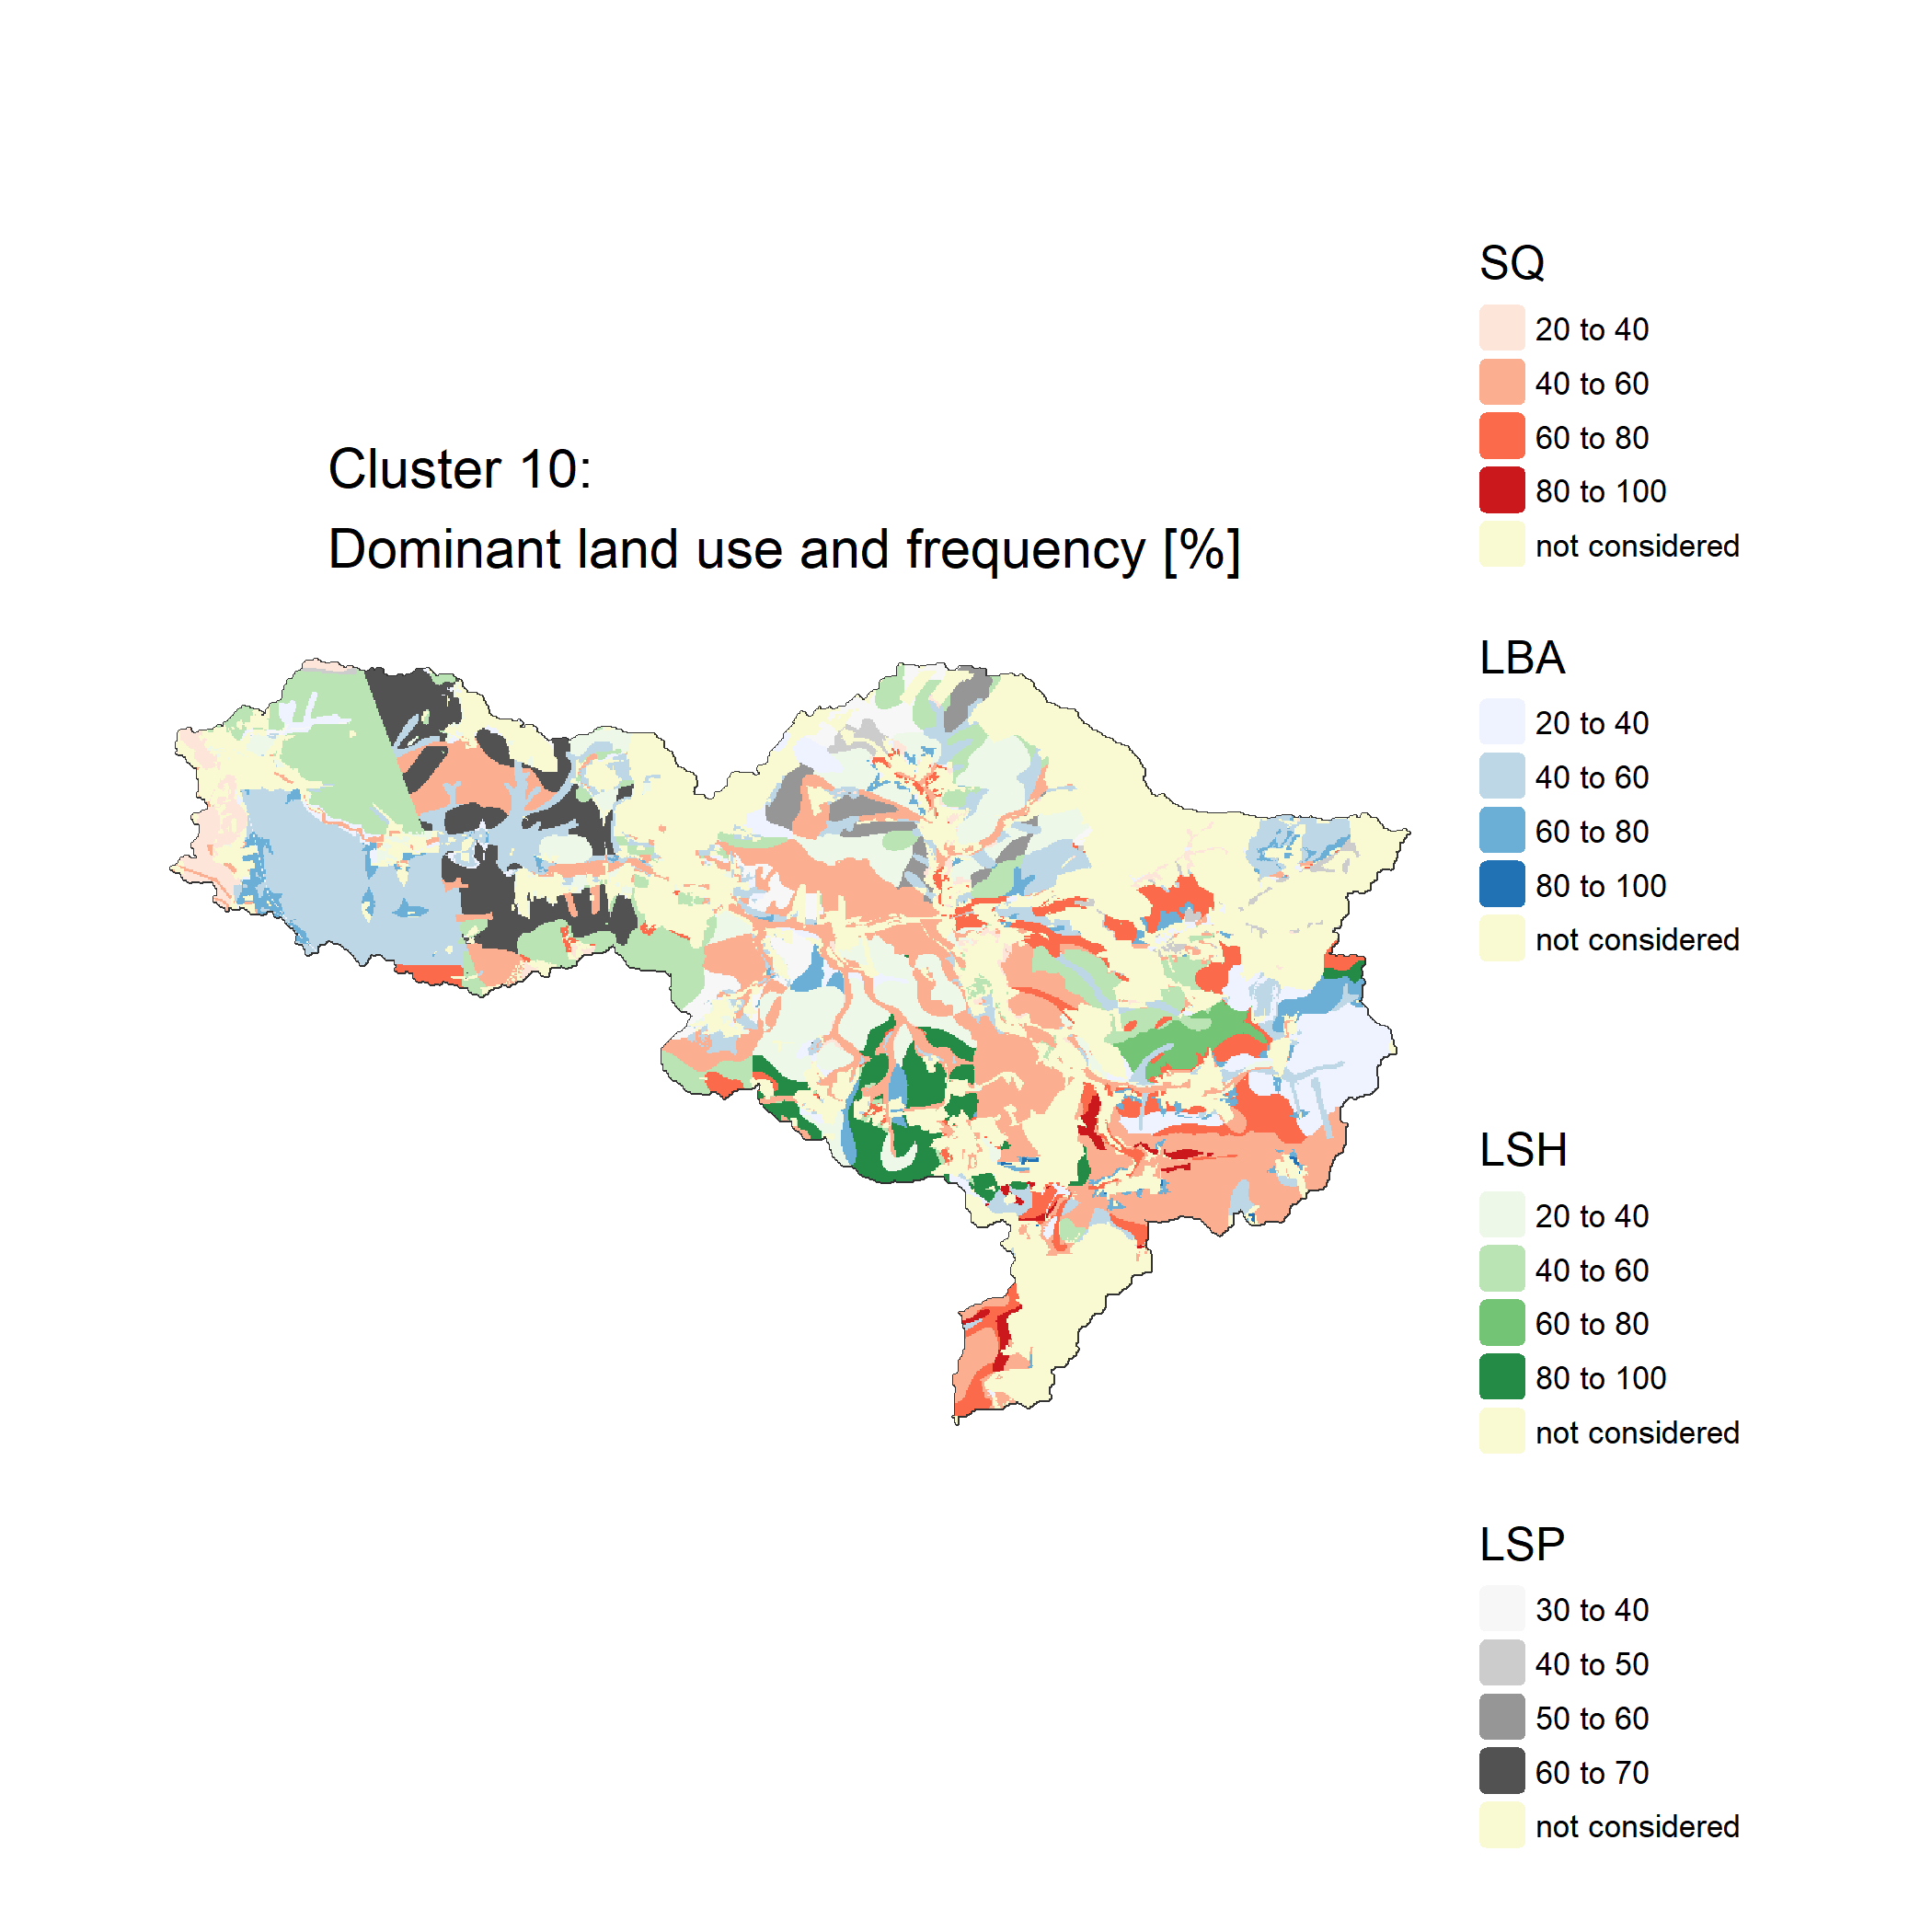 Cluster 10:
Dominant land use and frequency [%]
SQ
20 to 40
40 to 60
60 to 80
80 to 100
not considered
LBA
20 to 40
40 to 60
60 to 80
80 to 100
not considered
LSH
20 to 40
40 to 60
60 to 80
80 to 100
not considered
LSP
30 to 40
40 to 50
50 to 60
60 to 70
not considered